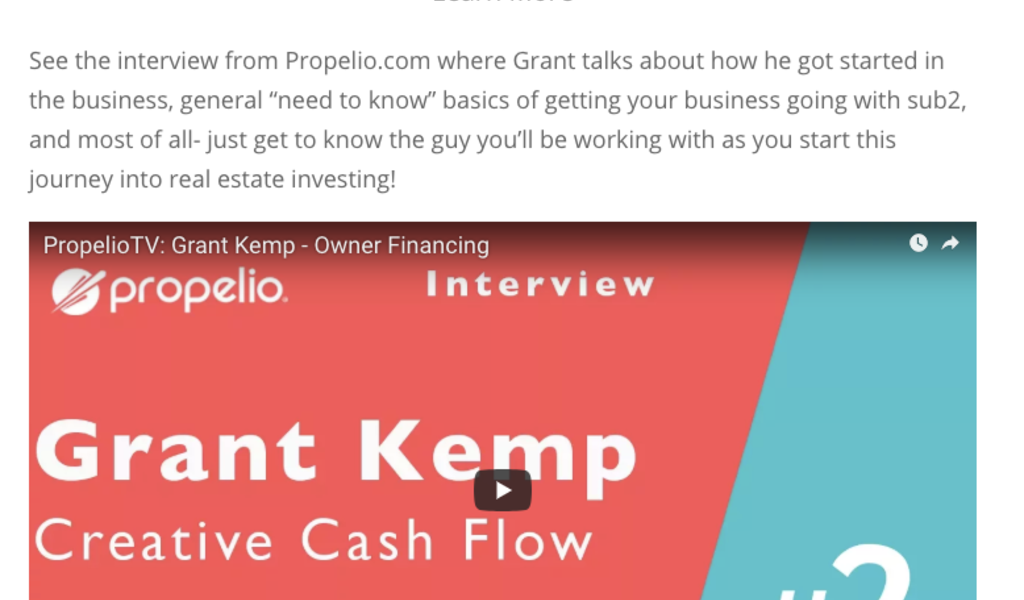 Learn More
See the interview from Propelio.com where Grant talks about how he got started in
the business, general “need to know” basics of getting your business going with sub2,
and most of all- just get to know the guy you’ll be working with as you start this
journey into real estate investing!
PropelioTV: Grant Kemp - Owner Financing
propelio.
Interview
Grant Kemp
Creative Cash Flow
#2